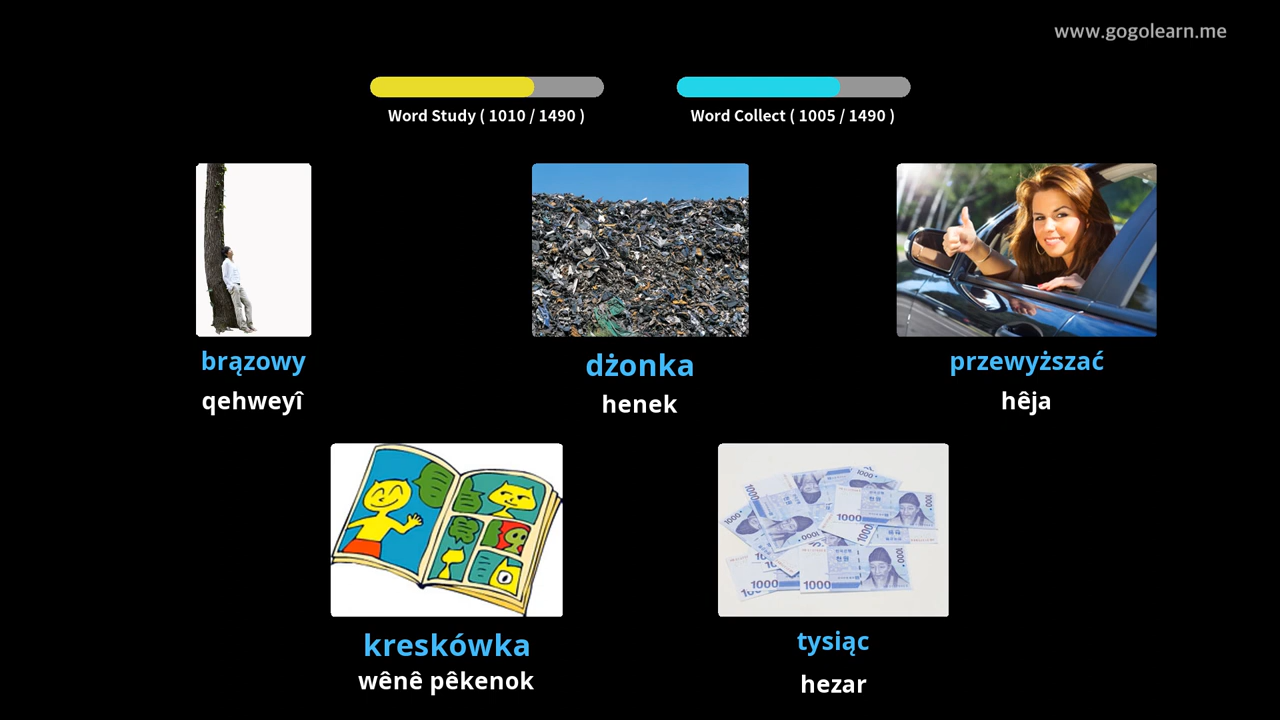 www.gogolearn.me
Word Study ( 1010 / 1490 )
Word Collect ( 1005 / 1490 )
brązowy
qehweyî
dżonka
henek
przewyższać
hêja
kreskówka
wênê pêkenok
tysiąc
hezar